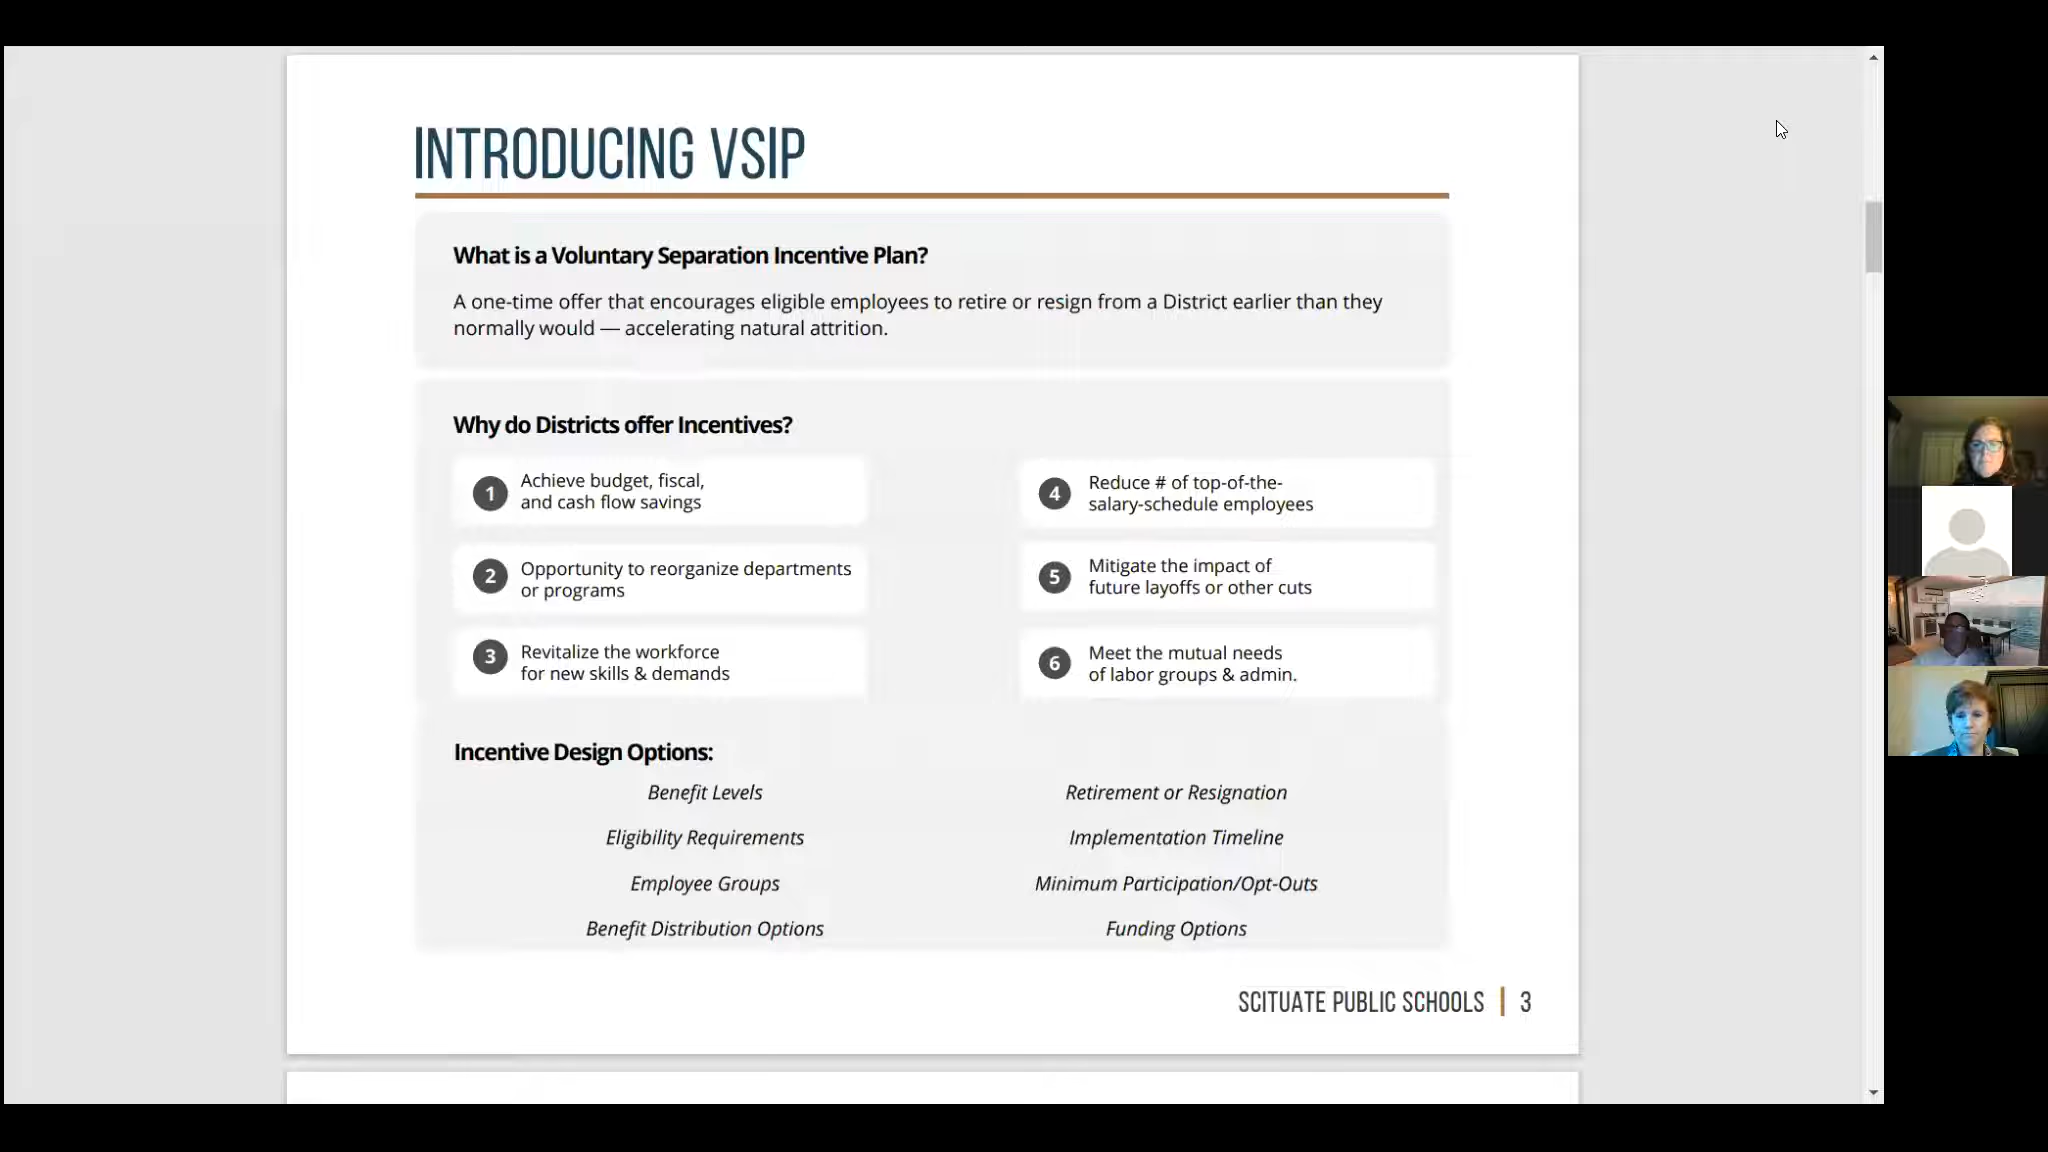 INTRODUCING VSIP
What is a Voluntary Separation Incentive Plan?
A one-time offer that encourages eligible employees to retire or resign from a District earlier than they
normally would — accelerating natural attrition.
Why do Districts offer Incentives?
1 Achieve budget, fiscal,
and cash flow savings
2 Opportunity to reorganize departments
or programs
3 Revitalize the workforce
for new skills & demands
4 Reduce # of top-of-the-
salary-schedule employees
5 Mitigate the impact of
future layoffs or other cuts
6 Meet the mutual needs
of labor groups & admin.
Incentive Design Options:
Benefit Levels
Eligibility Requirements
Employee Groups
Benefit Distribution Options
Retirement or Resignation
Implementation Timeline
Minimum Participation/Opt-Outs
Funding Options
SCITUATE PUBLIC SCHOOLS | 3